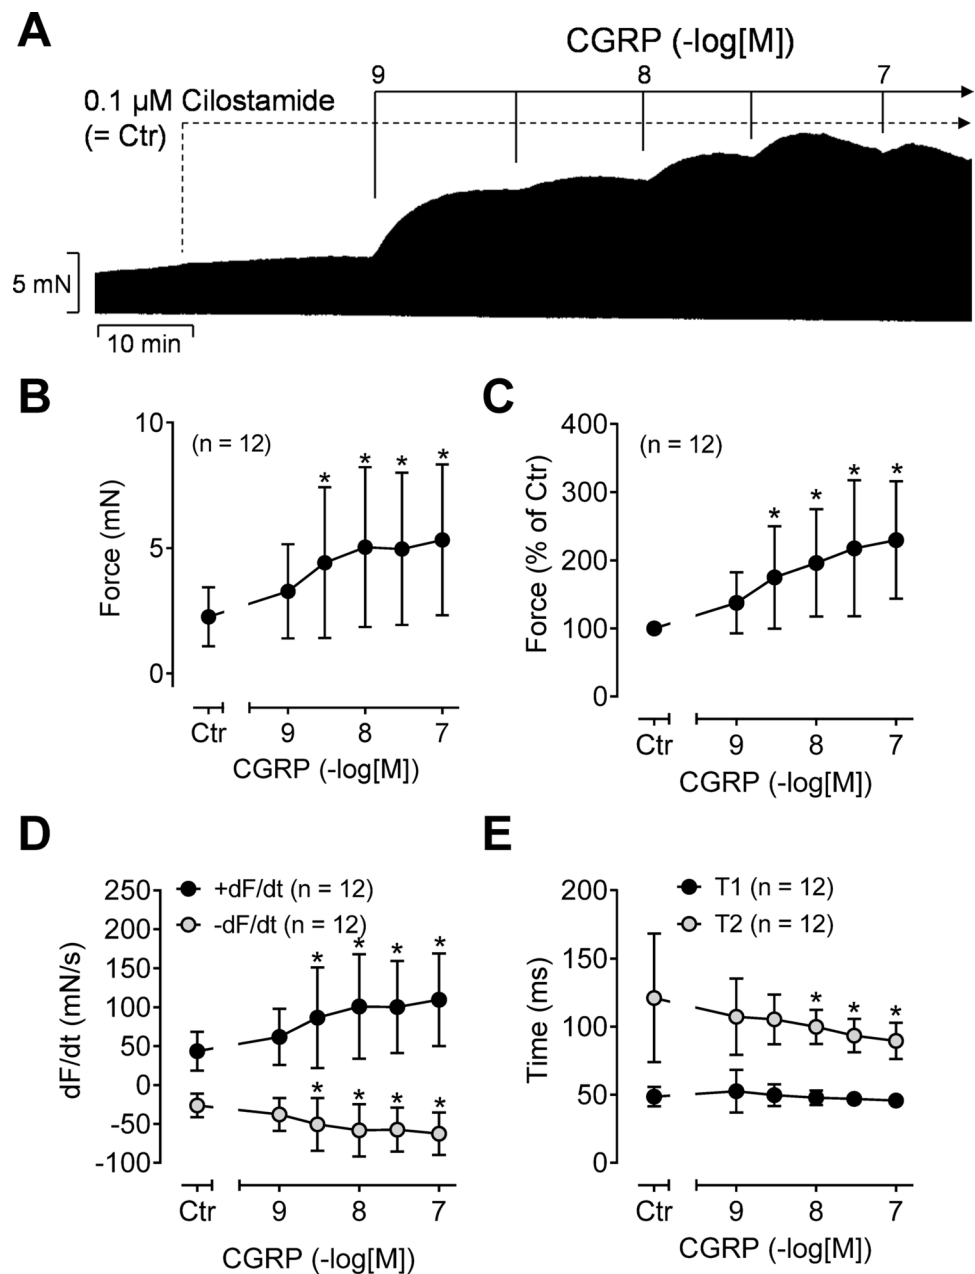 A
CGRP (-log[M])
9 8 7
0.1 µM Cilostamide
(= Ctr)
5 mN
10 min
B
(n = 12)
10
5
0
Force (mN)
* * * *
Ctr 9 8 7
CGRP (-log[M])
C
(n = 12)
400
300
200
100
0
Force (% of Ctr)
* * * *
Ctr 9 8 7
CGRP (-log[M])
D
+dF/dt (n = 12)
-dF/dt (n = 12)
250
200
150
100
50
0
-50
-100
dF/dt (mN/s)
* * * *
* * * *
Ctr 9 8 7
CGRP (-log[M])
E
T1 (n = 12)
T2 (n = 12)
200
150
100
50
0
Time (ms)
* * *
Ctr 9 8 7
CGRP (-log[M])